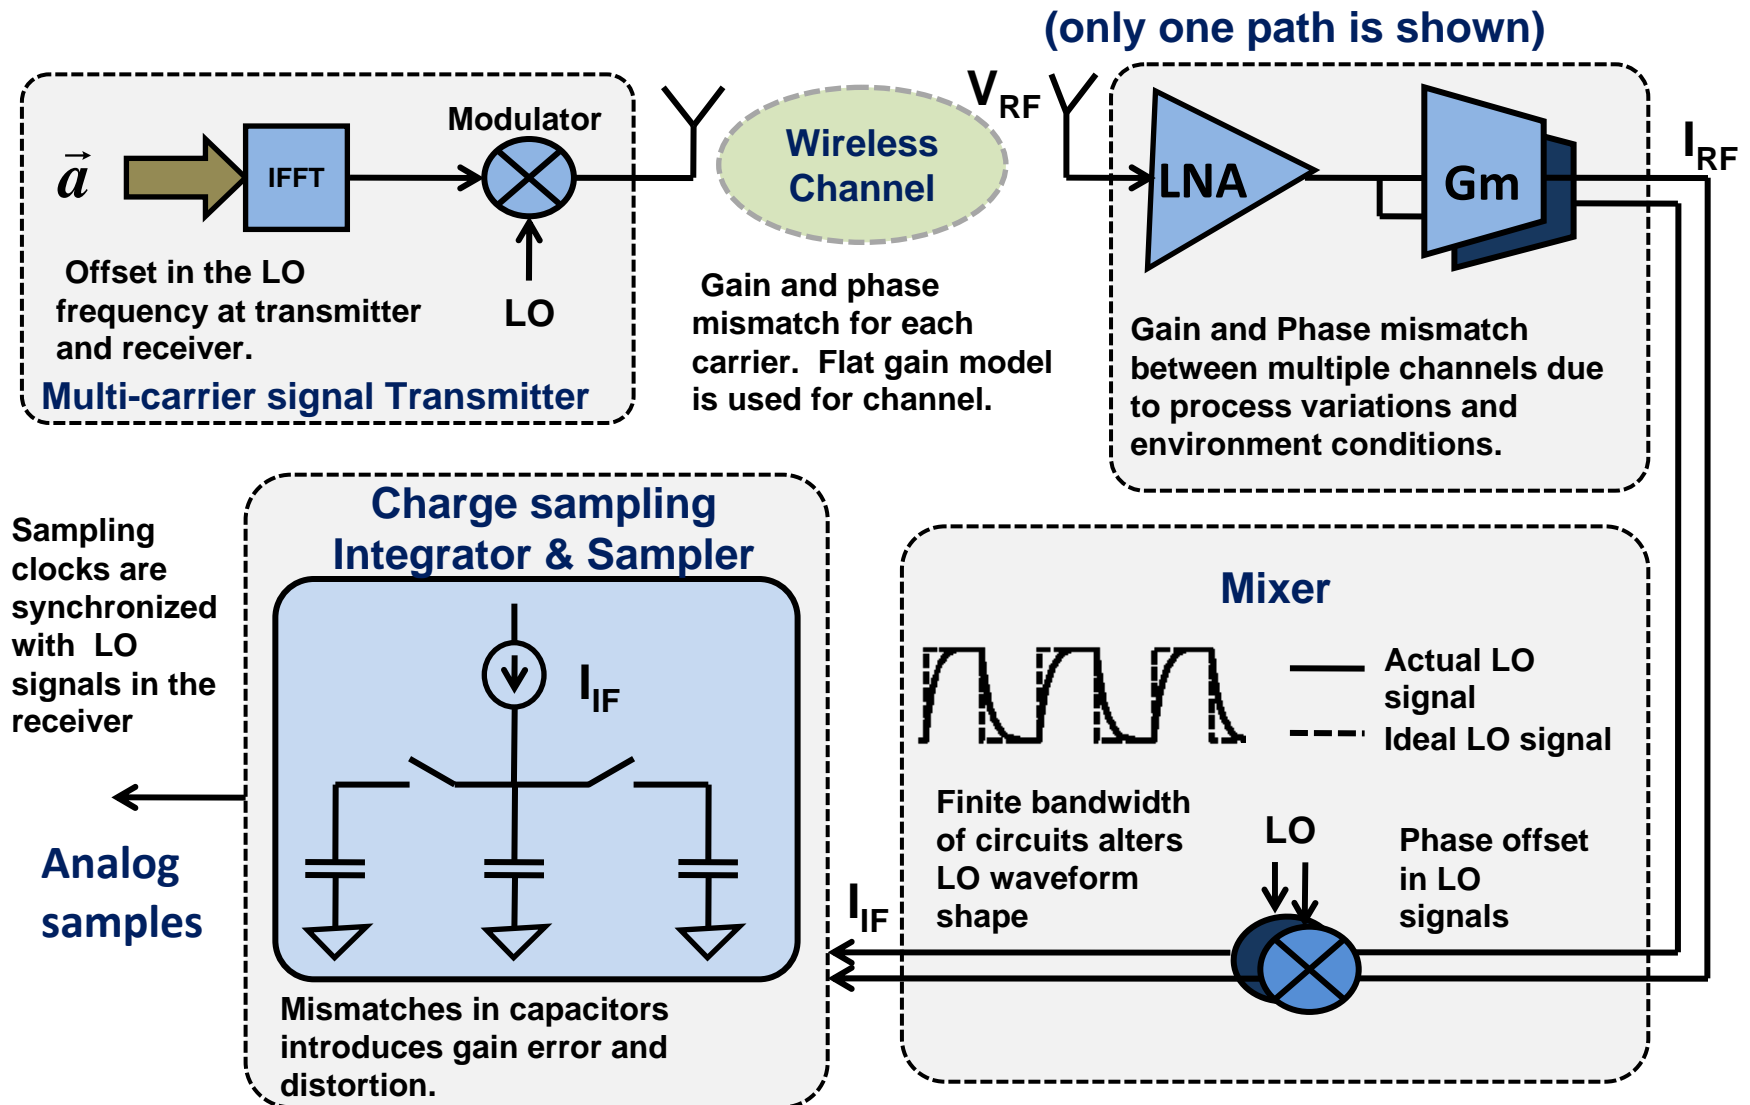 (only one path is shown)
a
IFFT
Modulator
LO
Offset in the LO
frequency at transmitter
and receiver.
Multi-carrier signal Transmitter
Wireless
Channel
Gain and phase
mismatch for each
carrier.  Flat gain model
is used for channel.
VRF
LNA
Gm
IRF
Gain and Phase mismatch
between multiple channels due
to process variations and
environment conditions.
Sampling
clocks are
synchronized
with  LO
signals in the
receiver
Analog
samples
Charge sampling
Integrator & Sampler
IIF
Mismatches in capacitors
introduces gain error and
distortion.
Mixer
Actual LO
signal
Ideal LO signal
Finite bandwidth
of circuits alters
LO waveform
shape
LO
Phase offset
in LO
signals
IIF